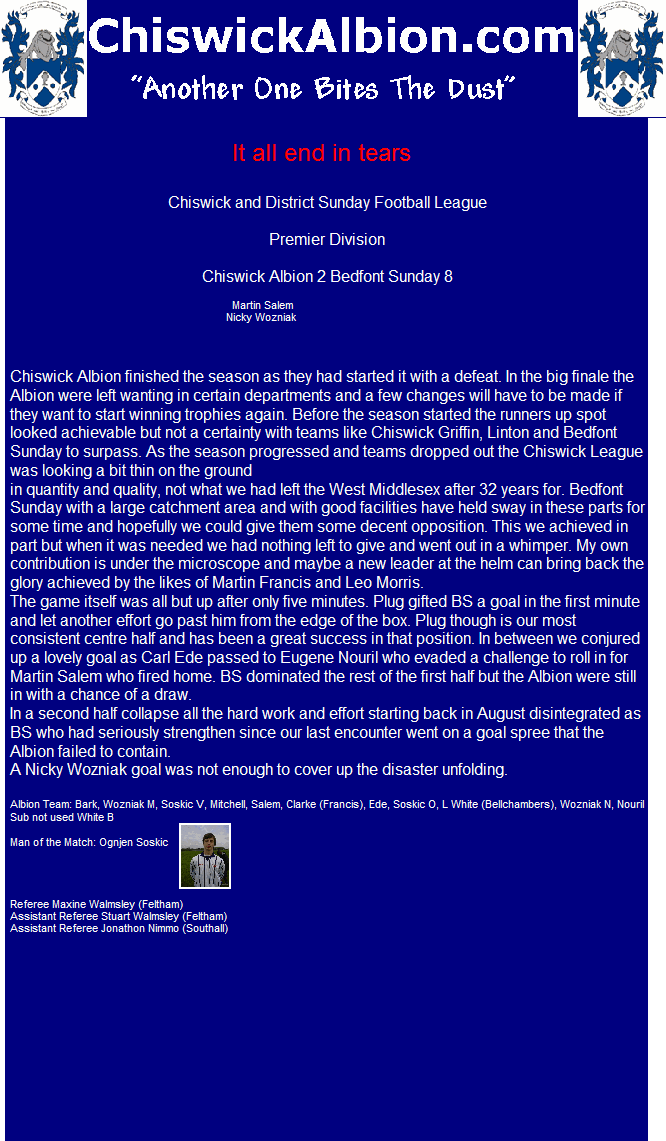 ChiswickAlbion.com
"Another One Bites The Dust"
It all end in tears
Chiswick and District Sunday Football League
Premier Division
Chiswick Albion 2 Bedfont Sunday 8
Martin Salem
Nicky Wozniak
Chiswick Albion finished the season as they had started it with a defeat. In the big finale the
Albion were left wanting in certain departments and a few changes will have to be made if
they want to start winning trophies again. Before the season started the runners up spot
looked achievable but not a certainty with teams like Chiswick Griffin, Linton and Bedfont
Sunday to surpass. As the season progressed and teams dropped out the Chiswick League
was looking a bit thin on the ground
in quantity and quality, not what we had left the West Middlesex after 32 years for. Bedfont
Sunday with a large catchment area and with good facilities have held sway in these parts for
some time and hopefully we could give them some decent opposition. This we achieved in
part but when it was needed we had nothing left to give and went out in a whimper. My own
contribution is under the microscope and maybe a new leader at the helm can bring back the
glory achieved by the likes of Martin Francis and Leo Morris.
The game itself was all but up after only five minutes. Plug gifted BS a goal in the first minute
and let another effort go past him from the edge of the box. Plug though is our most
consistent centre half and has been a great success in that position. In between we conjured
up a lovely goal as Carl Ede passed to Eugene Nouril who evaded a challenge to roll in for
Martin Salem who fired home. BS dominated the rest of the first half but the Albion were still
in with a chance of a draw.
In a second half collapse all the hard work and effort starting back in August disintegrated as
BS who had seriously strengthen since our last encounter went on a goal spree that the
Albion failed to contain.
A Nicky Wozniak goal was not enough to cover up the disaster unfolding.
Albion Team: Bark, Wozniak M, Soskic V, Mitchell, Salem, Clarke (Francis), Ede, Soskic O, L White (Bellchambers), Wozniak N, Nouril
Sub not used White B
Man of the Match: Ognjen Soskic
Referee Maxine Walmsley (Feltham)
Assistant Referee Stuart Walmsley (Feltham)
Assistant Referee Jonathon Nimmo (Southall)